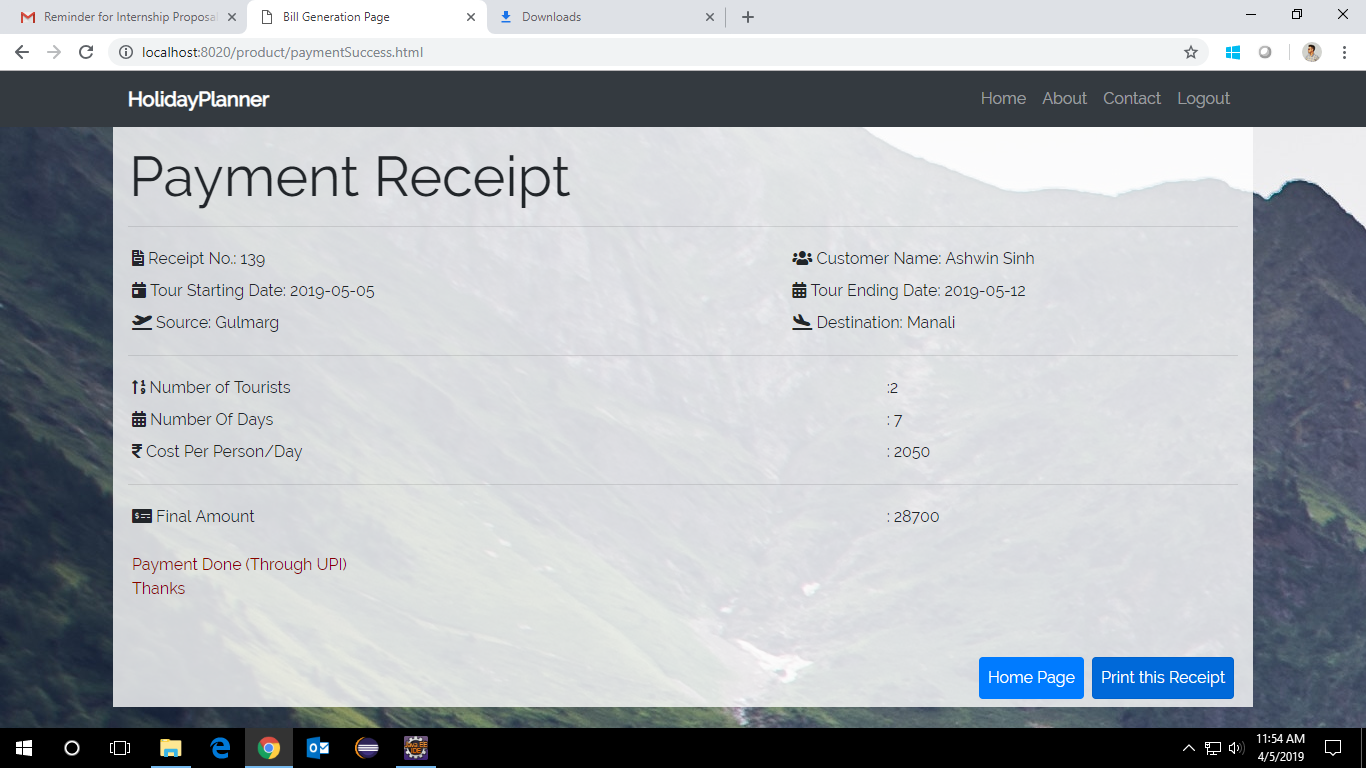 Reminder for Internship Proposal
Bill Generation Page
Downloads
localhost:8020/product/paymentSuccess.html
HolidayPlanner
Home About Contact Logout
Payment Receipt
Receipt No.: 139
Customer Name: Ashwin Sinh
Tour Starting Date: 2019-05-05
Tour Ending Date: 2019-05-12
Source: Gulmarg
Destination: Manali
Number of Tourists :2
Number Of Days : 7
₹ Cost Per Person/Day : 2050
Final Amount : 28700
Payment Done (Through UPI)
Thanks
Home Page Print this Receipt
Java EE
IDE
11:54 AM
4/5/2019